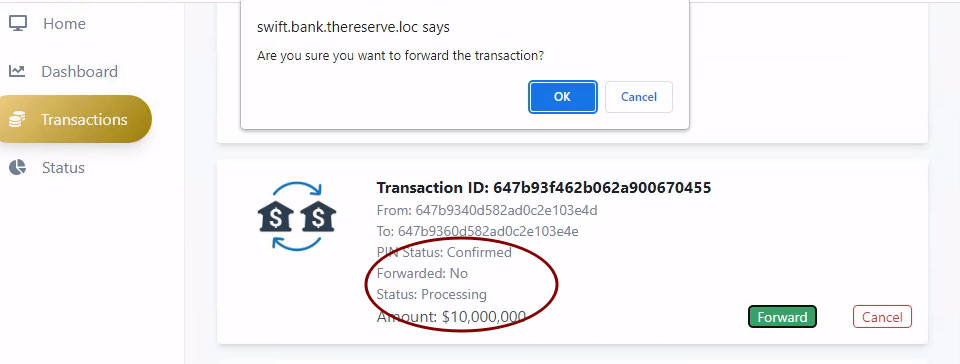 swift.bank.thereserve.loc says
Are you sure you want to forward the transaction?
OK
Cancel
Home
Dashboard
Transactions
Status
Transaction ID: 647b93f462b062a900670455
From: 647b9340d582ad0c2e103e4d
To: 647b9360d582ad0c2e103e4e
PIN Status: Confirmed
Forwarded: No
Status: Processing
Amount: $10,000,000
Forward
Cancel